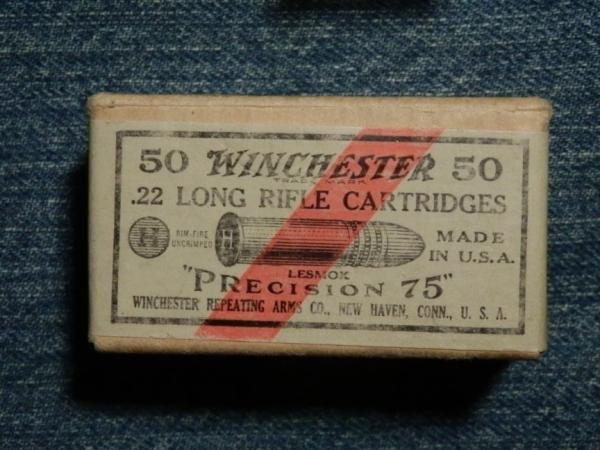 50 WINCHESTER 50
TRADE MARK
.22 LONG RIFLE CARTRIDGES
H RIM-FIRE
UNCRIMPED
H
MADE
IN U.S.A.
LESMOK
"PRECISION 75"
WINCHESTER REPEATING ARMS CO., NEW HAVEN, CONN., U. S. A.